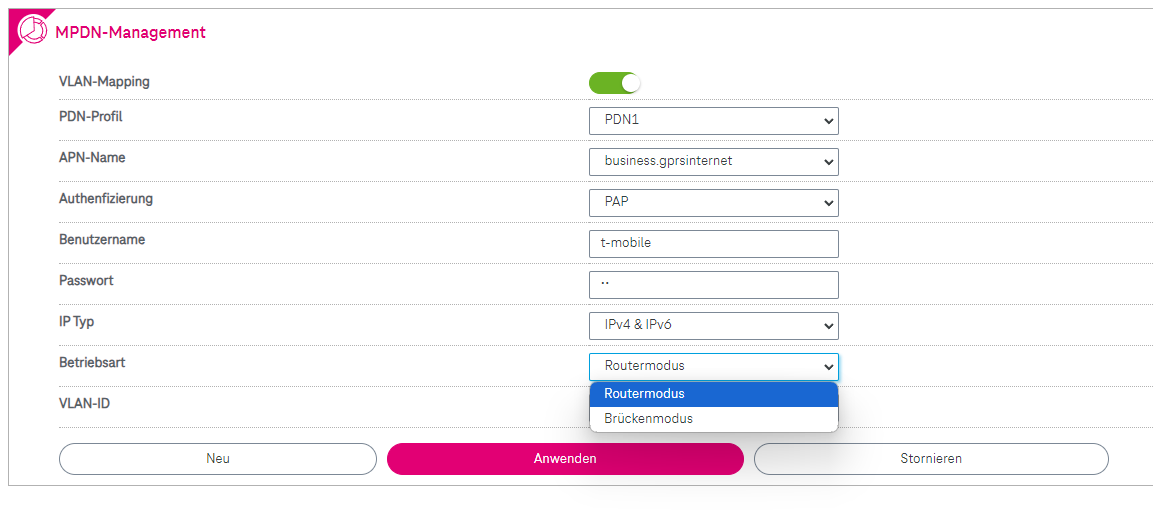 MPDN-Management
VLAN-Mapping
PDN-Profil
PDN1
APN-Name
business.gprsinternet
Authenfizierung
PAP
Benutzername
t-mobile
Passwort
··
IP Typ
IPv4 & IPv6
Betriebsart
Routermodus
Routermodus
Brückenmodus
VLAN-ID
Neu
Anwenden
Stornieren